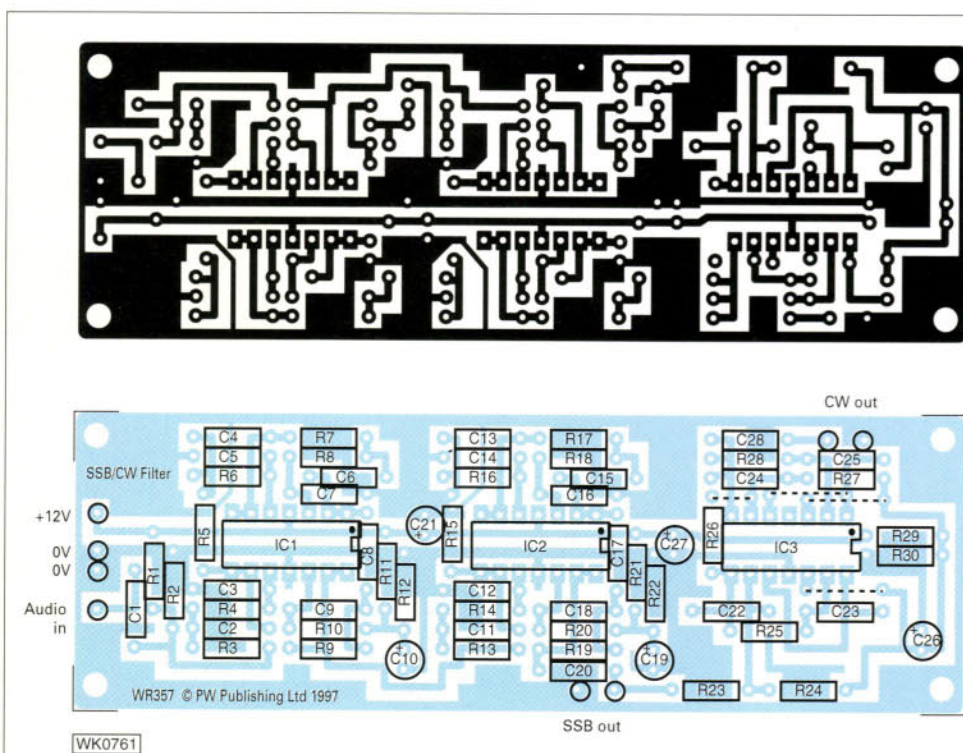 CW out
C4 R7 C13 R17 C28
C5 R8 C14 R18 R28 C25
SSB/CW Filter R6 C6 R16 C15 C24 R27
C7 C16
+12V R5 C21 R15 C27 R26 R29
IC1 C8 IC2 C17 IC3 R30
0V
0V R1 R2 R11 R12 R21 R22
C3 C12
Audio C1 R4 C9 R14 C18 C22 C23
in C2 R10 C11 R20 R25 C26
R3 R9 C10 R13 R19 C19
C20
WR357 © PW Publishing Ltd 1997 R23 R24
SSB out
WK0761